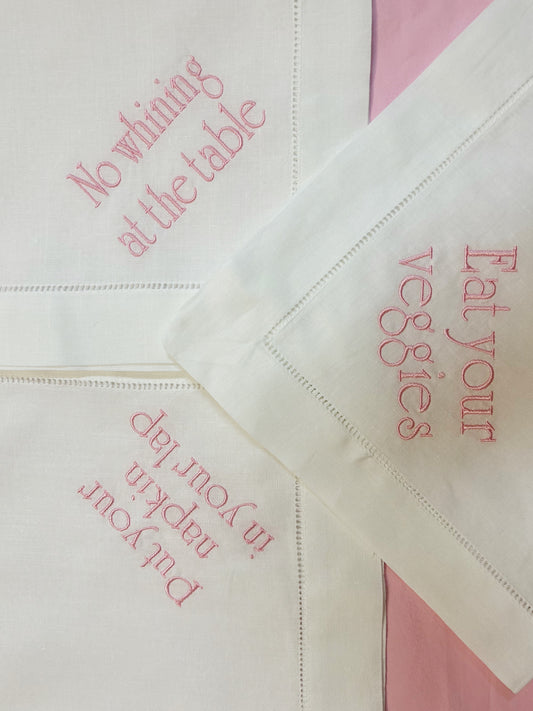 No whining
at the table
Eat your
veggies
Put your
napkin
in your lap